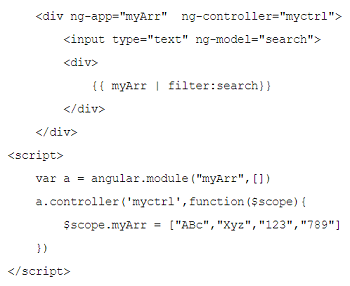 <div ng-app="myArr"  ng-controller="myctrl">
<input type="text" ng-model="search">
<div>
{{ myArr | filter:search}}
</div>
</div>
<script>
var a = angular.module("myArr",[])
a.controller('myctrl',function($scope){
$scope.myArr = ["ABc","Xyz","123","789"]
})
</script>